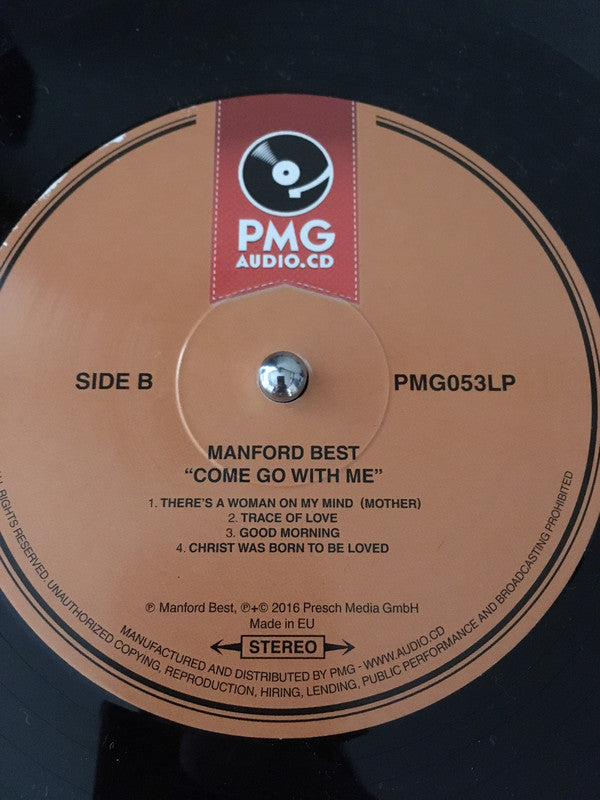 PMG
AUDIO.CD
SIDE B
PMG053LP
MANFORD BEST
“COME GO WITH ME”
1. THERE'S A WOMAN ON MY MIND (MOTHER)
2. TRACE OF LOVE
3. GOOD MORNING
4. CHRIST WAS BORN TO BE LOVED
℗ Manford Best, ℗+© 2016 Presch Media GmbH
Made in EU
STEREO
MANUFACTURED AND DISTRIBUTED BY PMG - WWW.AUDIO.CD
RIGHTS RESERVED. UNAUTHORIZED COPYING, REPRODUCTION, HIRING, LENDING, PUBLIC PERFORMANCE AND BROADCASTING PROHIBITED